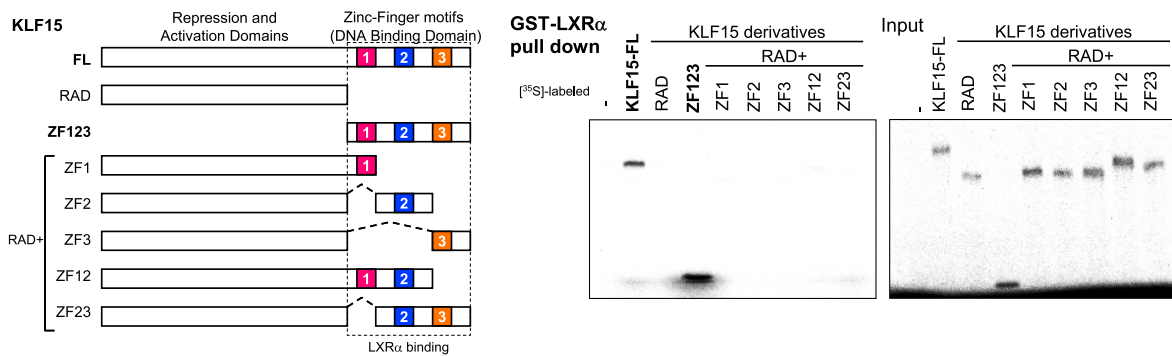 KLF15
Repression and
Activation Domains
Zinc-Finger motifs
(DNA Binding Domain)
FL
1 2 3
RAD
ZF123
1 2 3
RAD+
ZF1
1
ZF2
2
ZF3
3
ZF12
1 2
ZF23
2 3
LXRα binding
GST-LXRα
pull down
[³⁵S]-labeled
KLF15 derivatives
RAD+
-
KLF15-FL
RAD
ZF123
ZF1
ZF2
ZF3
ZF12
ZF23
Input
KLF15 derivatives
RAD+
-
KLF15-FL
RAD
ZF123
ZF1
ZF2
ZF3
ZF12
ZF23